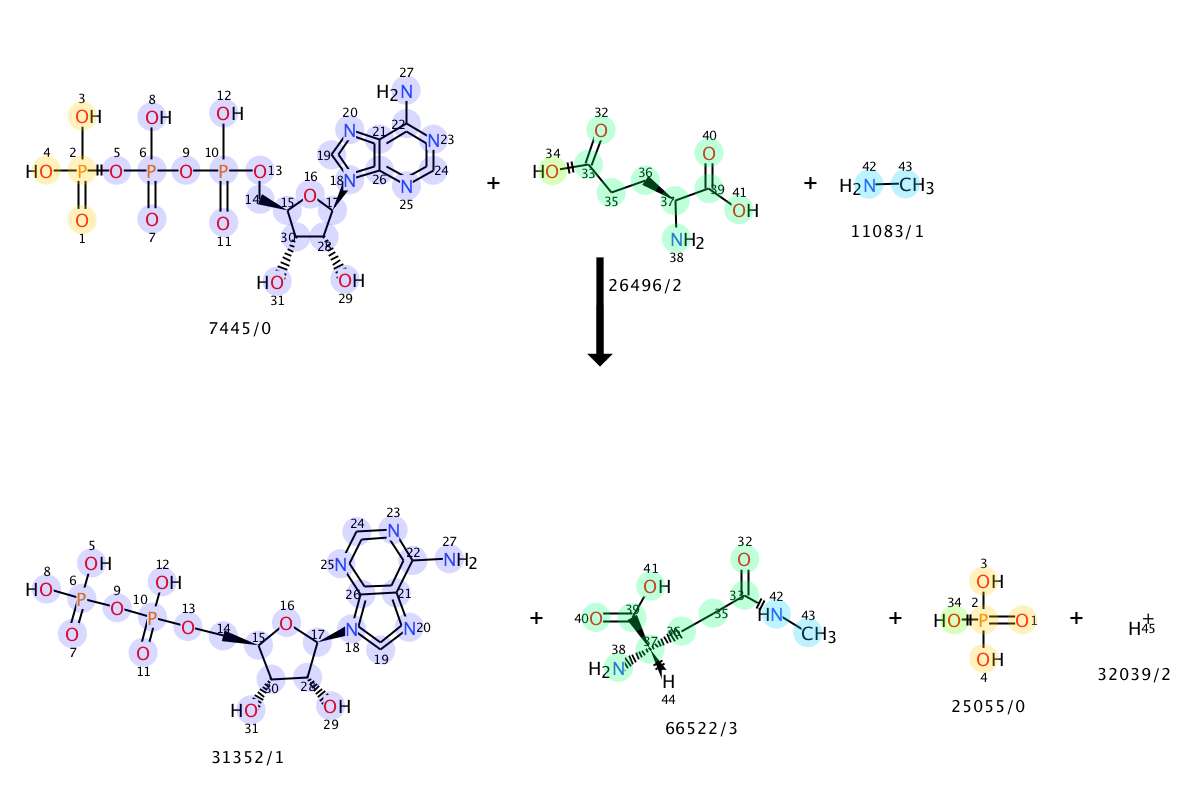 27
H₂N
3
8
12
32
40
OH
OH
OH
20
22
O
O
21
N
N 23
34
36
42
43
4
2
5
6
9
10
13
19
HO
33
H₂N
CH₃
HO
P
O
P
O
P
O
16
18 N
26
N
24
35
39
41
O
O
O
14
15
O
17
25
37
OH
1
7
11
30
28
NH₂
11083/1
HO
OH
38
31
29
26496/2
7445/0
+
+
23
24
N
27
5
25 N
22
NH₂
32
8
OH
12
26
21
41
O
3
HO
6
9
10
OH
13
16
OH
33
42
OH
P
O
P
O
14
O
17
N
N 20
39
35
HN
43
34
2
O
O
15
18
19
40 O
36
CH₃
HO
P
O 1
H⁺
45
7
11
30
28
38
37
OH
HO
OH
H₂N
H
4
31
29
44
32039/2
31352/1
66522/3
25055/0
+
+
+